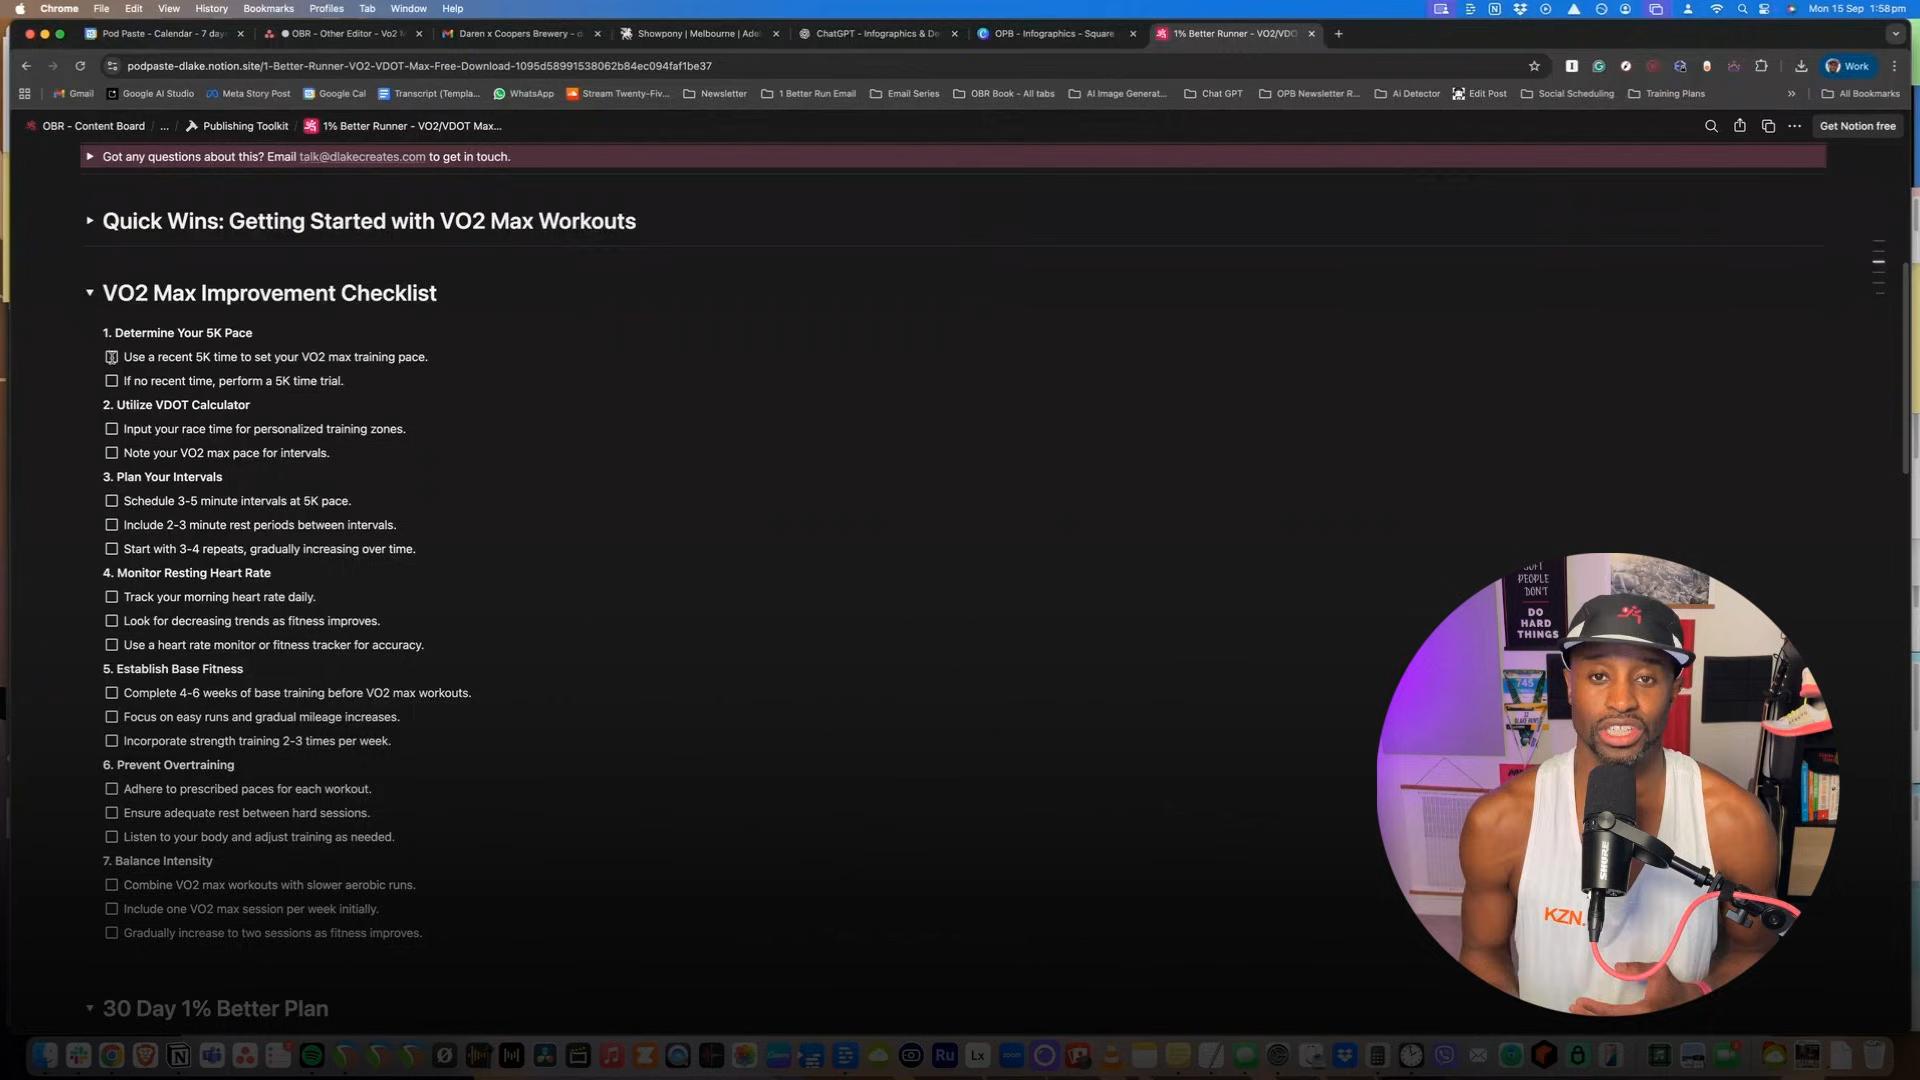 Chrome File Edit View History Bookmarks Profiles Tab Window Help Mon 15 Sep 1:58pm
Pod Paste - Calendar - 7 day OBR - Other Editor - Vo2 M Daren x Coopers Brewery - d Showpony | Melbourne | Ade ChatGPT - Infographics & De OPB - Infographics - Square 1% Better Runner - VO2/VDO
podpaste-dlake.notion.site/1-Better-Runner-VO2-VDOT-Max-Free-Download-1095d58991538062b84ec094faf1be37 Work
Gmail Google AI Studio Meta Story Post Google Cal Transcript (Templa... WhatsApp Stream Twenty-Fiv... Newsletter 1 Better Run Email Email Series OBR Book - All tabs AI Image Generat... Chat GPT OPB Newsletter R... Ai Detector Edit Post Social Scheduling Training Plans » All Bookmarks
OBR - Content Board / ... / Publishing Toolkit / 1% Better Runner - VO2/VDOT Max... Get Notion free
Got any questions about this? Email talk@dlakecreates.com to get in touch.
Quick Wins: Getting Started with VO2 Max Workouts
VO2 Max Improvement Checklist
1. Determine Your 5K Pace
Use a recent 5K time to set your VO2 max training pace.
If no recent time, perform a 5K time trial.
2. Utilize VDOT Calculator
Input your race time for personalized training zones.
Note your VO2 max pace for intervals.
3. Plan Your Intervals
Schedule 3-5 minute intervals at 5K pace.
Include 2-3 minute rest periods between intervals.
Start with 3-4 repeats, gradually increasing over time.
4. Monitor Resting Heart Rate
Track your morning heart rate daily.
Look for decreasing trends as fitness improves.
Use a heart rate monitor or fitness tracker for accuracy.
5. Establish Base Fitness
Complete 4-6 weeks of base training before VO2 max workouts.
Focus on easy runs and gradual mileage increases.
Incorporate strength training 2-3 times per week.
6. Prevent Overtraining
Adhere to prescribed paces for each workout.
Ensure adequate rest between hard sessions.
Listen to your body and adjust training as needed.
7. Balance Intensity
Combine VO2 max workouts with slower aerobic runs.
Include one VO2 max session per week initially.
Gradually increase to two sessions as fitness improves.
30 Day 1% Better Plan
PEOPLE
DON'T
DO
HARD
THINGS
745
SHURE
KZN.
Ru
Lx
zoom